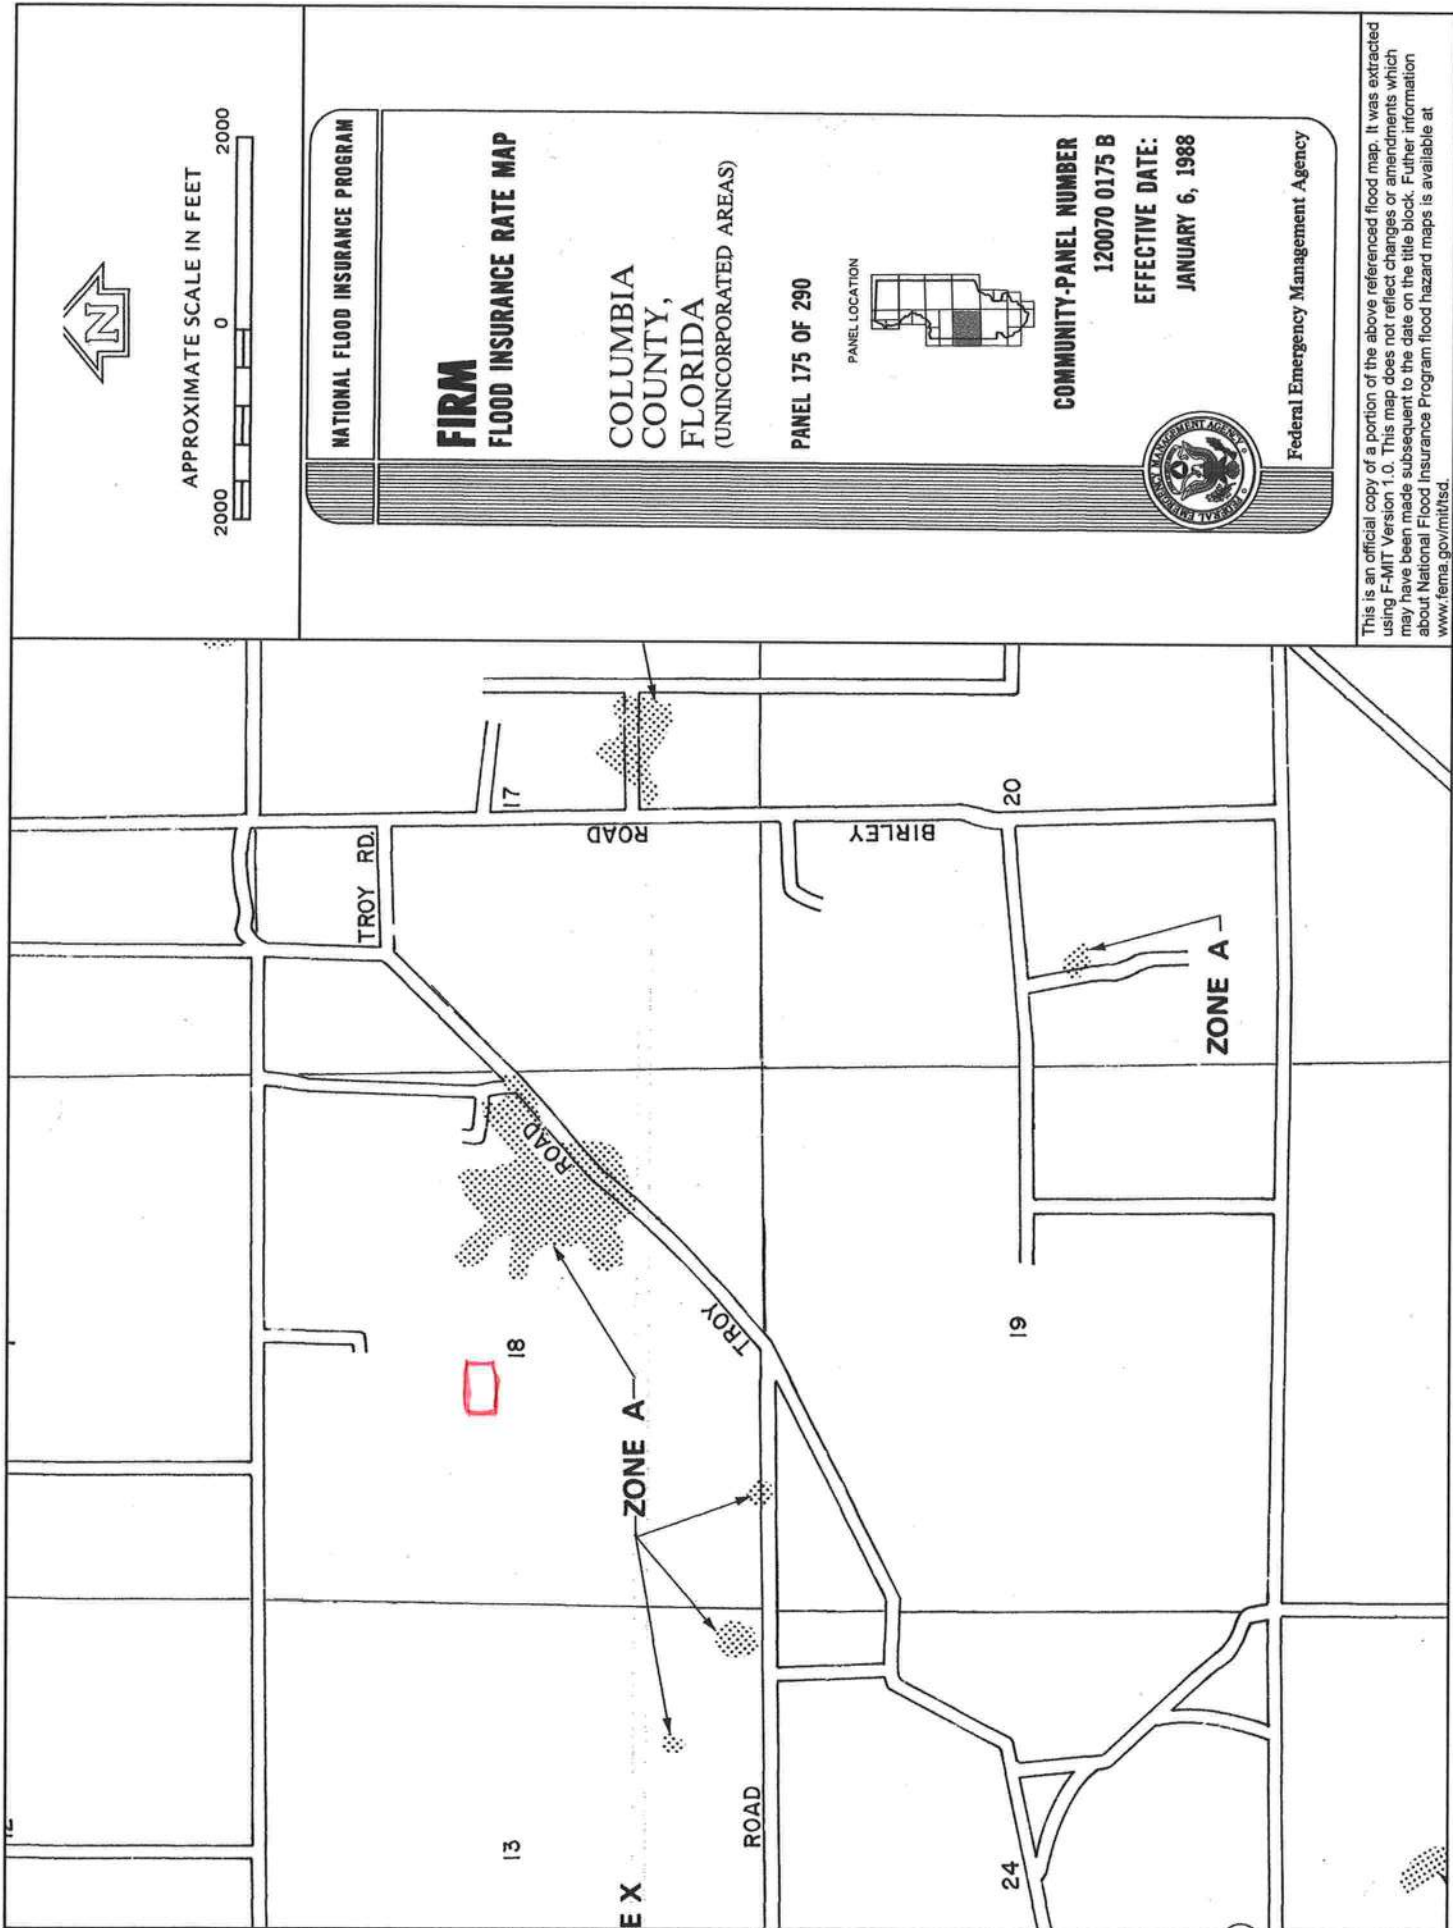 APPROXIMATE SCALE IN FEET
2000 0 2000
N
NATIONAL FLOOD INSURANCE PROGRAM
FIRM
FLOOD INSURANCE RATE MAP
COLUMBIA
COUNTY,
FLORIDA
(UNINCORPORATED AREAS)
PANEL 175 OF 290
PANEL LOCATION
COMMUNITY-PANEL NUMBER
120070 0175 B
EFFECTIVE DATE:
JANUARY 6, 1988
FEDERAL EMERGENCY MANAGEMENT AGENCY
Federal Emergency Management Agency
This is an official copy of a portion of the above referenced flood map. It was extracted
using F-MIT Version 1.0. This map does not reflect changes or amendments which
may have been made subsequent to the date on the title block. Futher information
about National Flood Insurance Program flood hazard maps is available at
www.fema.gov/mit/tsd.
TROY RD.
17
ROAD
BIRLEY
20
ZONE A
ROAD
TROY
18
ZONE A
19
13
ROAD
24
E X